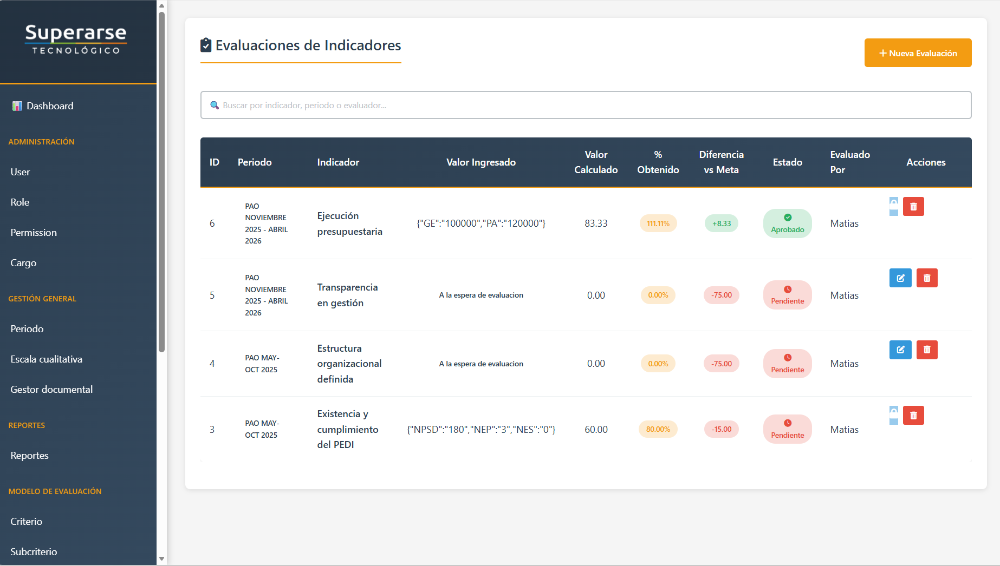 Superarse
TECNOLÓGICO
Dashboard
ADMINISTRACIÓN
User
Role
Permission
Cargo
GESTIÓN GENERAL
Periodo
Escala cualitativa
Gestor documental
REPORTES
Reportes
MODELO DE EVALUACIÓN
Criterio
Subcriterio
Evaluaciones de Indicadores
+ Nueva Evaluación
Buscar por indicador, periodo o evaluador...
ID
Periodo
Indicador
Valor Ingresado
Valor
Calculado
%
Obtenido
Diferencia
vs Meta
Estado
Evaluado
Por
Acciones
6
PAO
NOVIEMBRE
2025 - ABRIL
2026
Ejecución
presupuestaria
{"GE":"100000","PA":"120000"}
83.33
111.11%
+8.33
Aprobado
Matias
5
PAO
NOVIEMBRE
2025 - ABRIL
2026
Transparencia
en gestión
A la espera de evaluacion
0.00
0.00%
-75.00
Pendiente
Matias
4
PAO MAY-
OCT 2025
Estructura
organizacional
definida
A la espera de evaluacion
0.00
0.00%
-75.00
Pendiente
Matias
3
PAO MAY-
OCT 2025
Existencia y
cumplimiento
del PEDI
{"NPSD":"180","NEP":"3","NES":"0"}
60.00
80.00%
-15.00
Pendiente
Matias